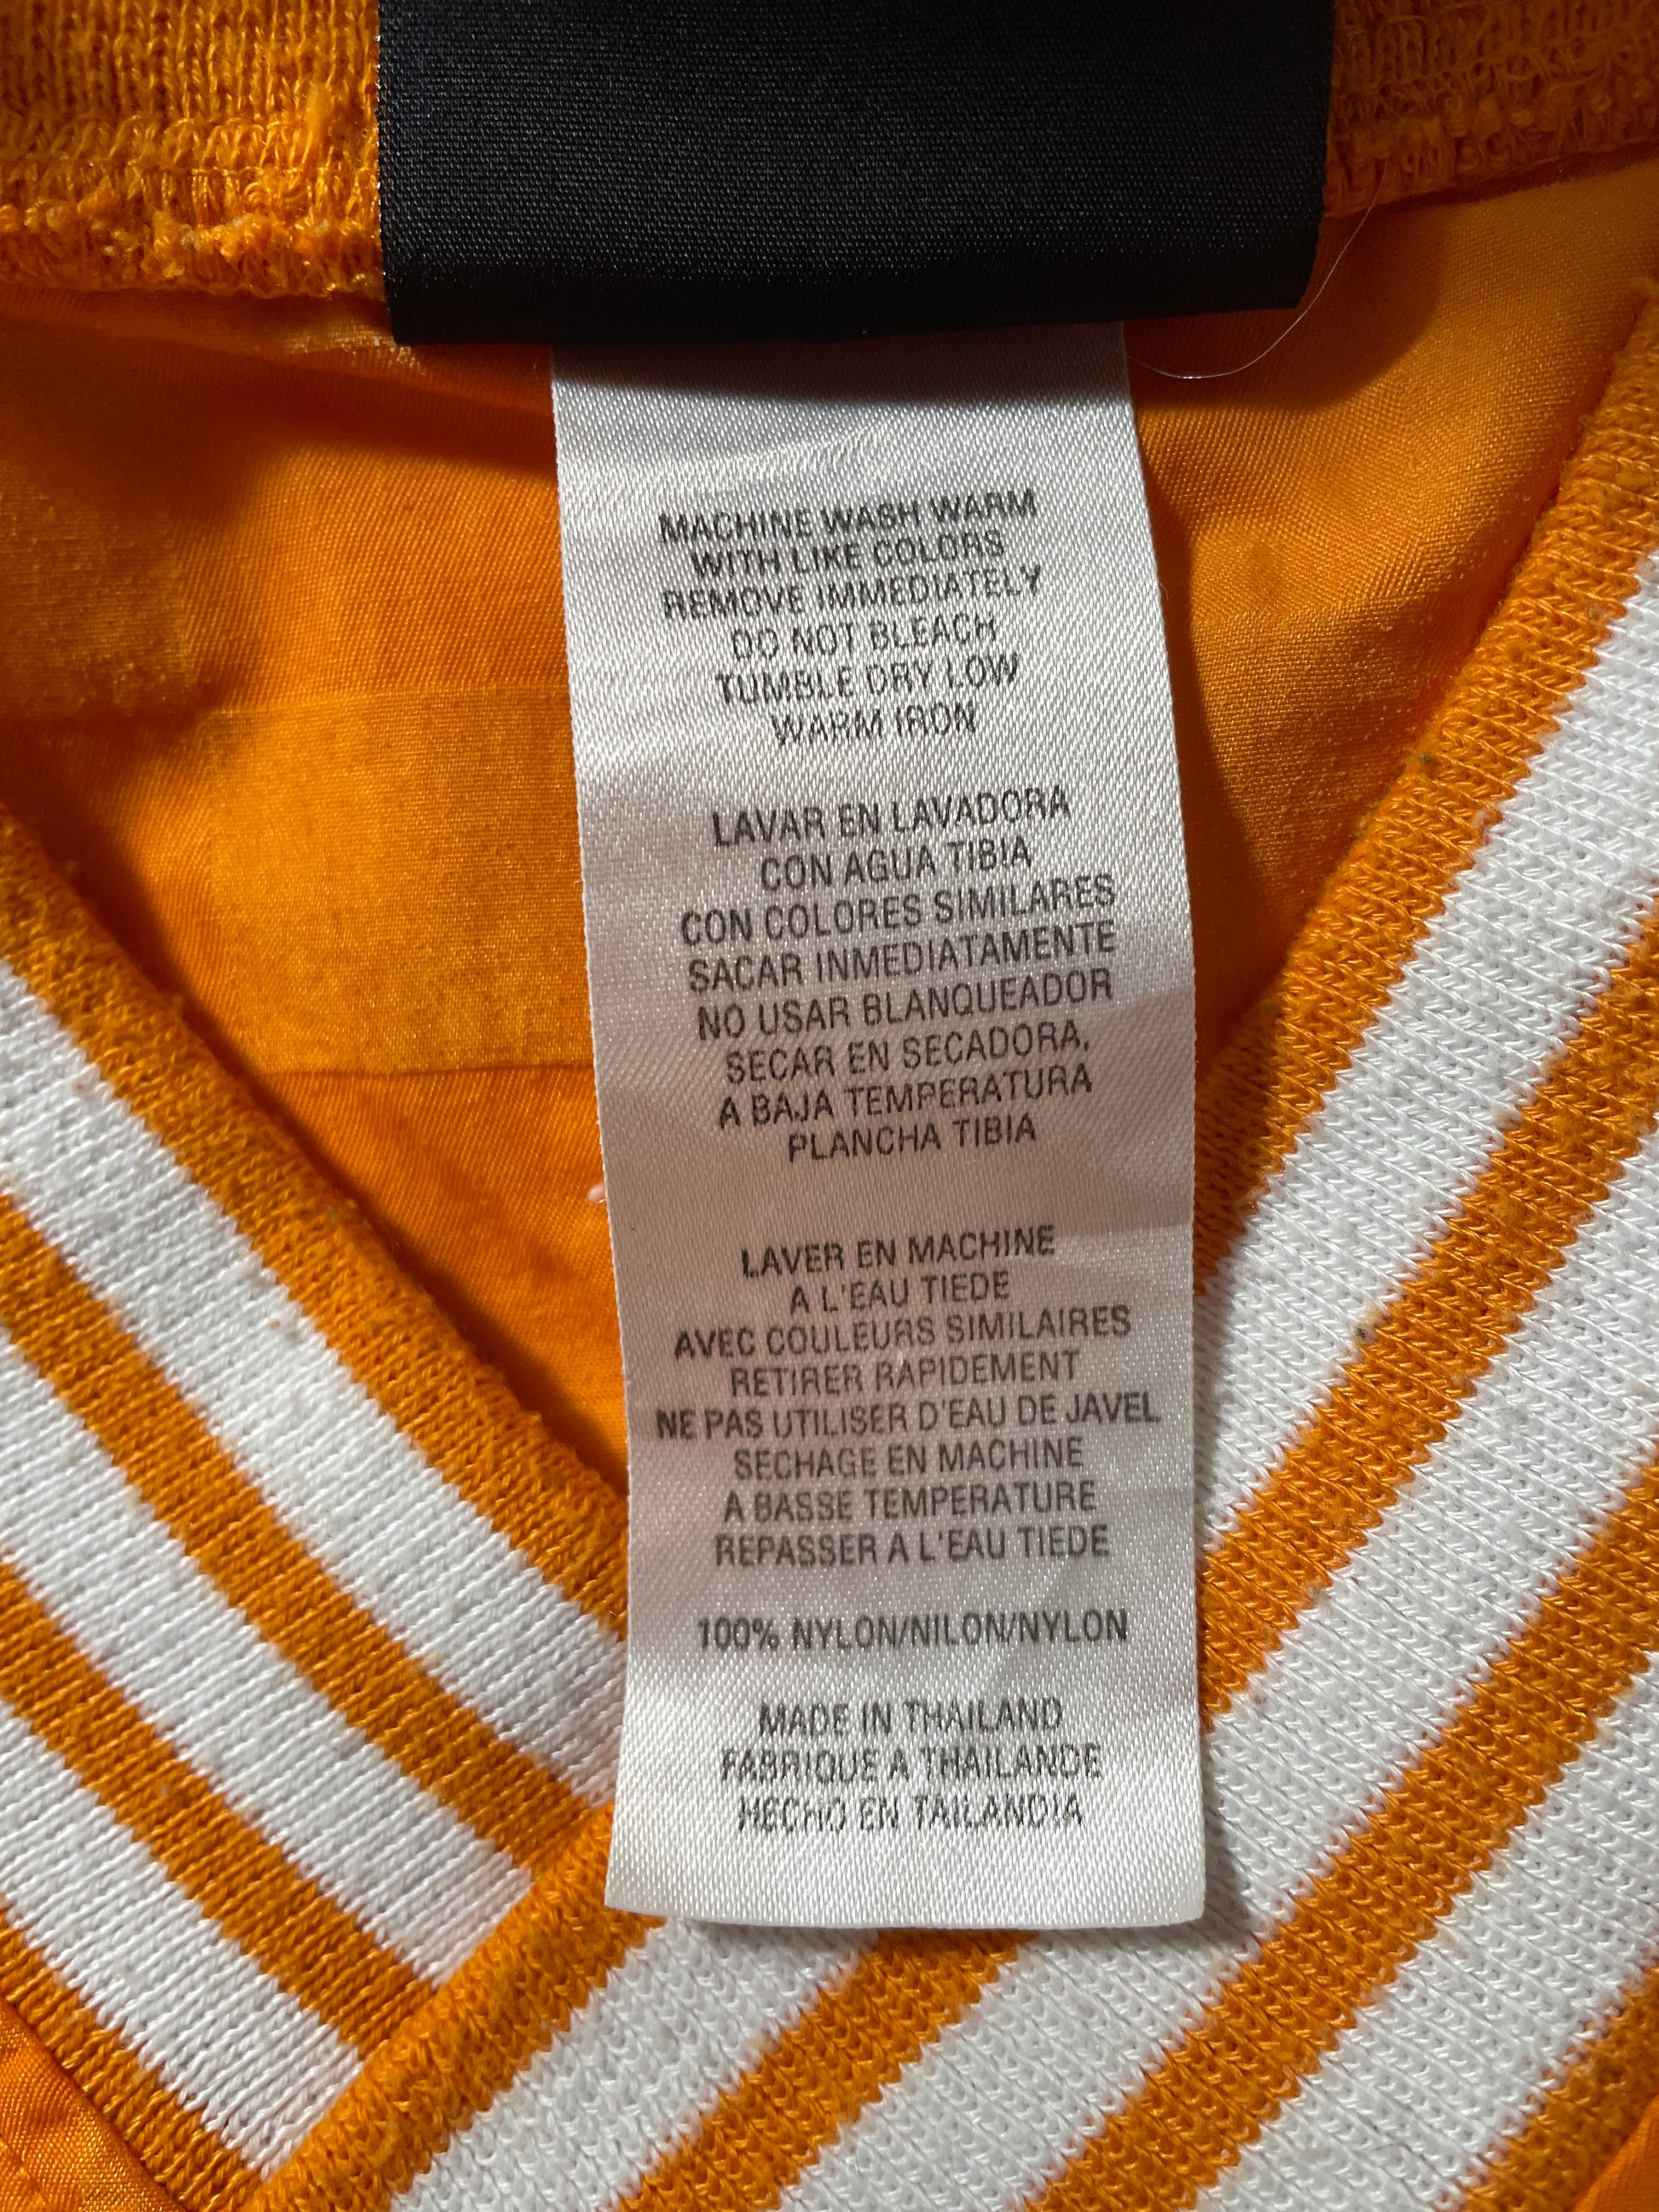 MACHINE WASH WARM
WITH LIKE COLORS
REMOVE IMMEDIATELY
DO NOT BLEACH
TUMBLE DRY LOW
WARM IRON
LAVAR EN LAVADORA
CON AGUA TIBIA
CON COLORES SIMILARES
SACAR INMEDIATAMENTE
NO USAR BLANQUEADOR
SECAR EN SECADORA,
A BAJA TEMPERATURA
PLANCHA TIBIA
LAVER EN MACHINE
A L'EAU TIEDE
AVEC COULEURS SIMILAIRES
RETIRER RAPIDEMENT
NE PAS UTILISER D'EAU DE JAVEL
SECHAGE EN MACHINE
A BASSE TEMPERATURE
REPASSER A L'EAU TIEDE
100% NYLON/NILON/NYLON
MADE IN THAILAND
FABRIQUE A THAILANDE
HECHO EN TAILANDIA